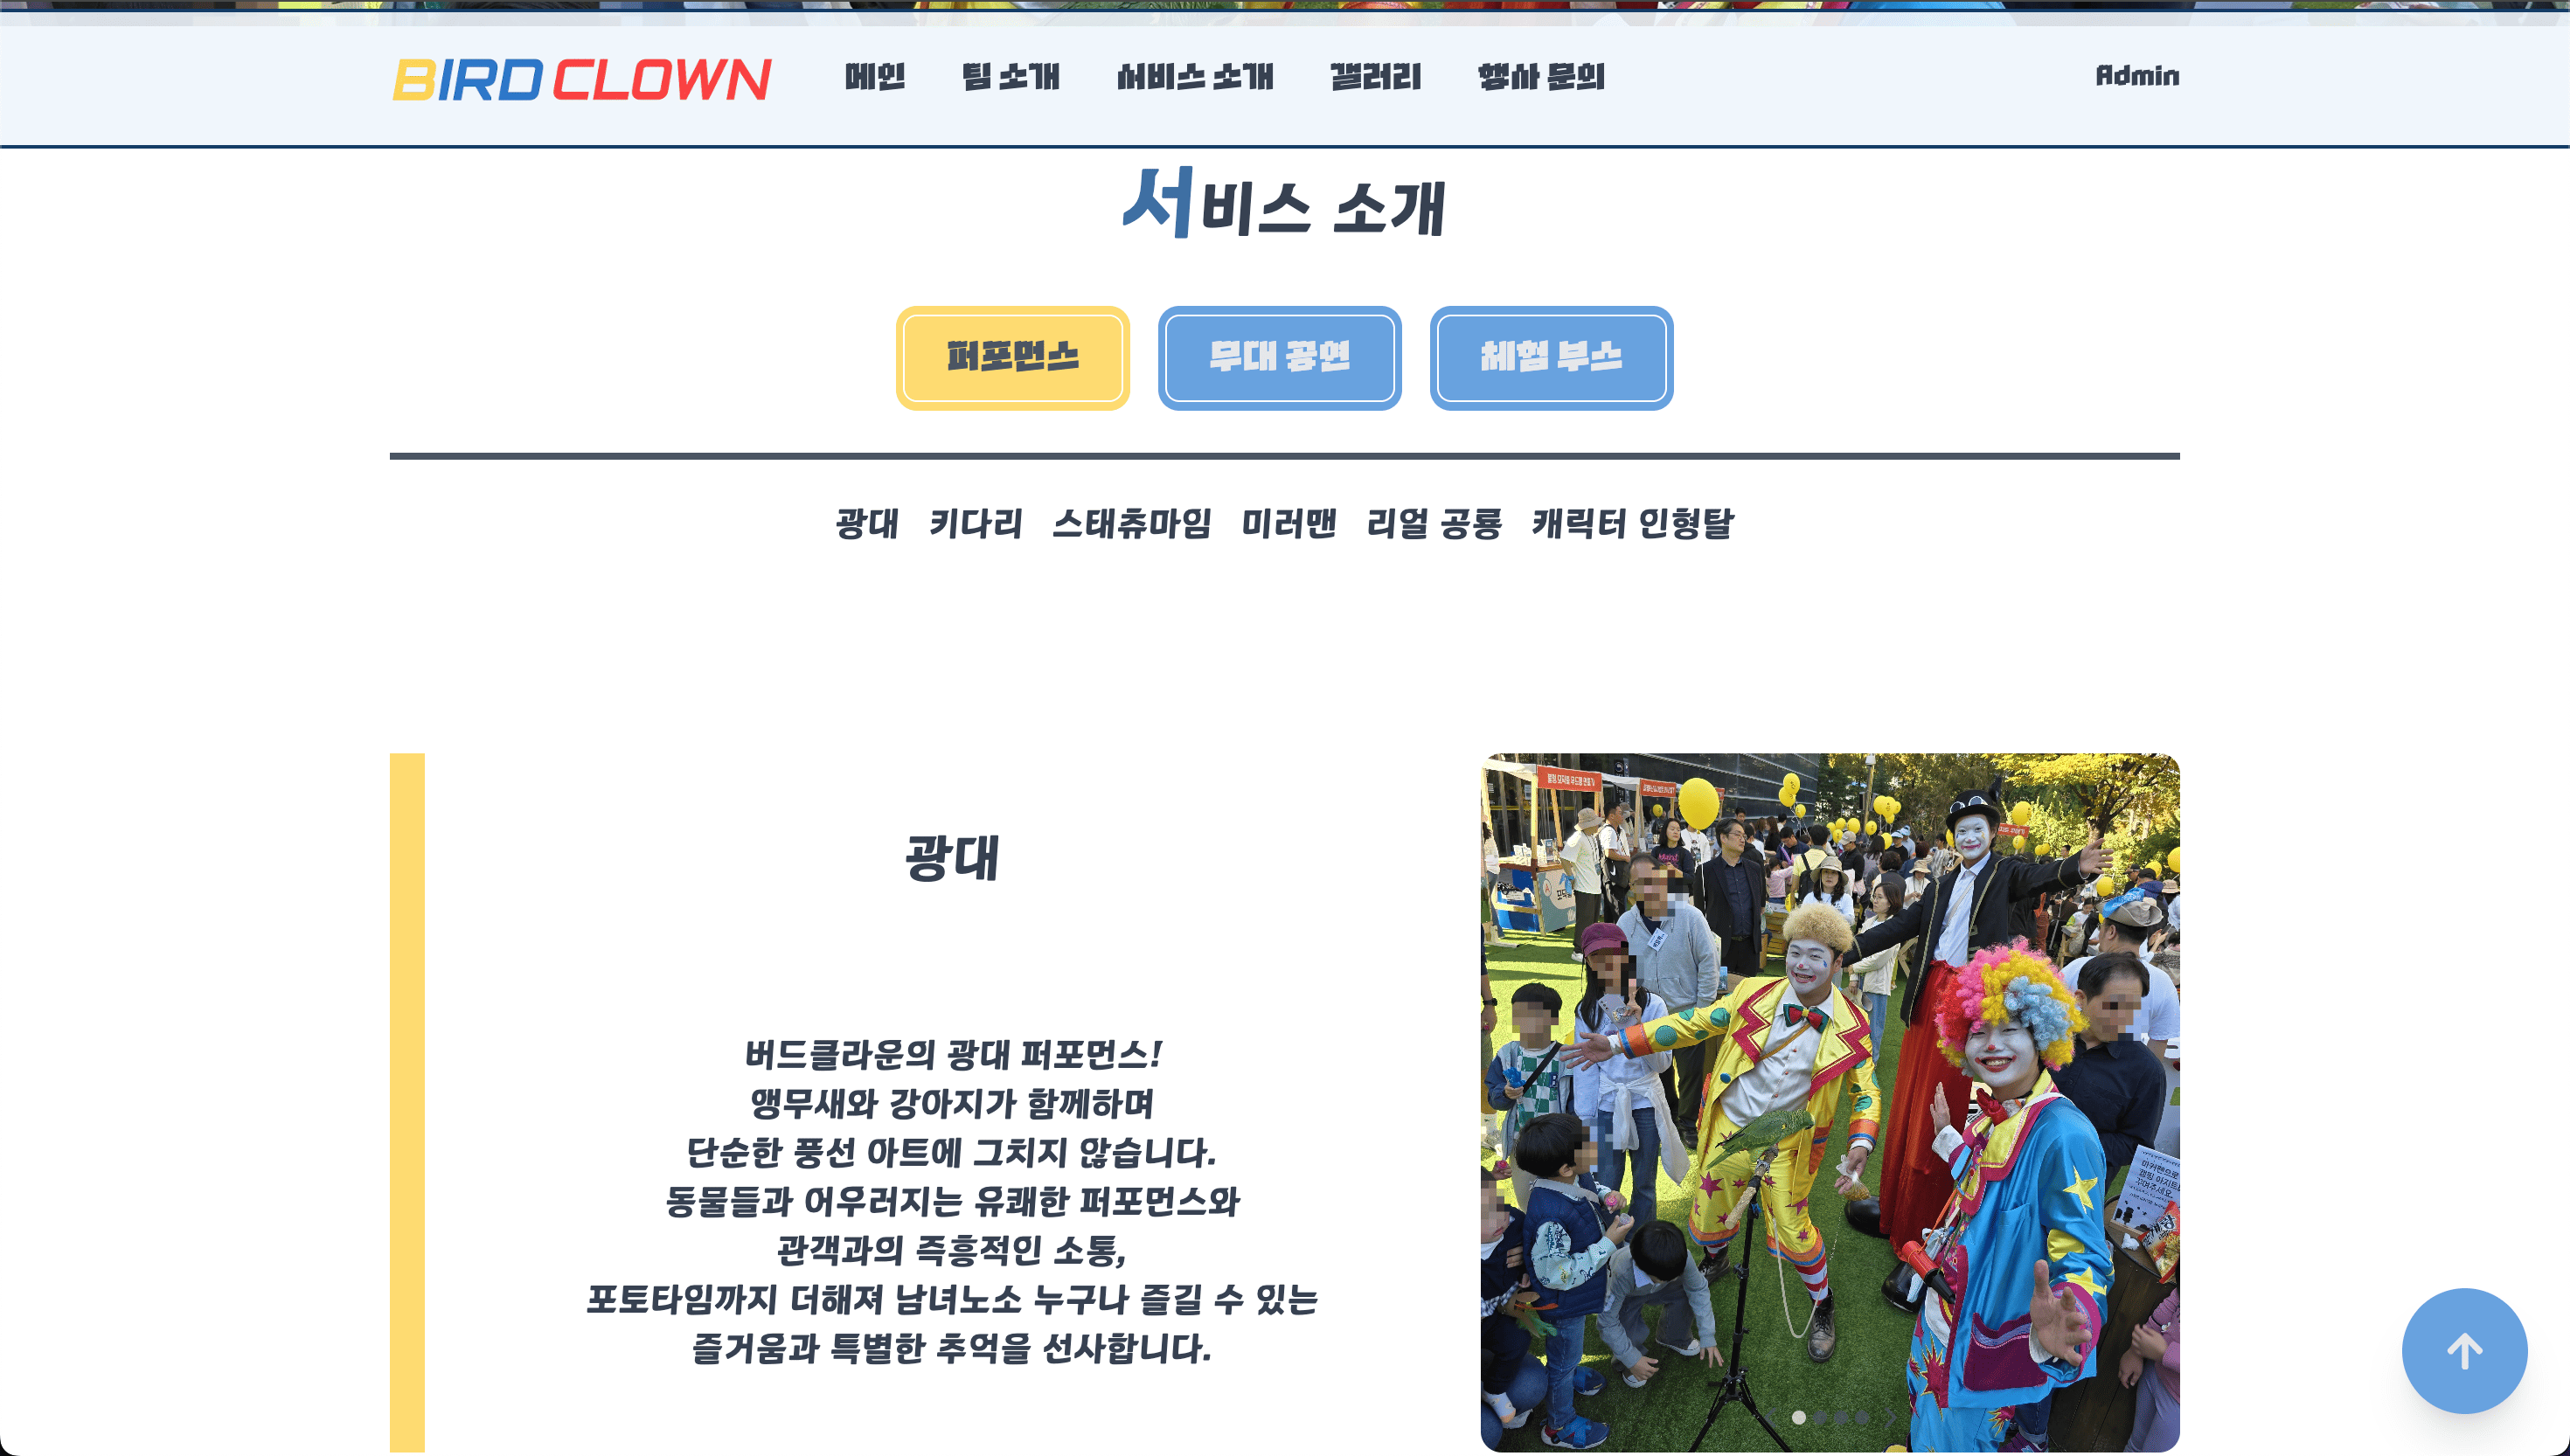 BIRD CLOWN
메인
팀 소개
서비스 소개
갤러리
행사 문의
Admin
서비스 소개
퍼포먼스
무대 공연
체험 부스
광대 키다리 스태츄마임 미러맨 리얼 공룡 캐릭터 인형탈
광대
버드클라운의 광대 퍼포먼스!
앵무새와 강아지가 함께하며
단순한 풍선 아트에 그치지 않습니다.
동물들과 어우러지는 유쾌한 퍼포먼스와
관객과의 즉흥적인 소통,
포토타임까지 더해져 남녀노소 누구나 즐길 수 있는
즐거움과 특별한 추억을 선사합니다.